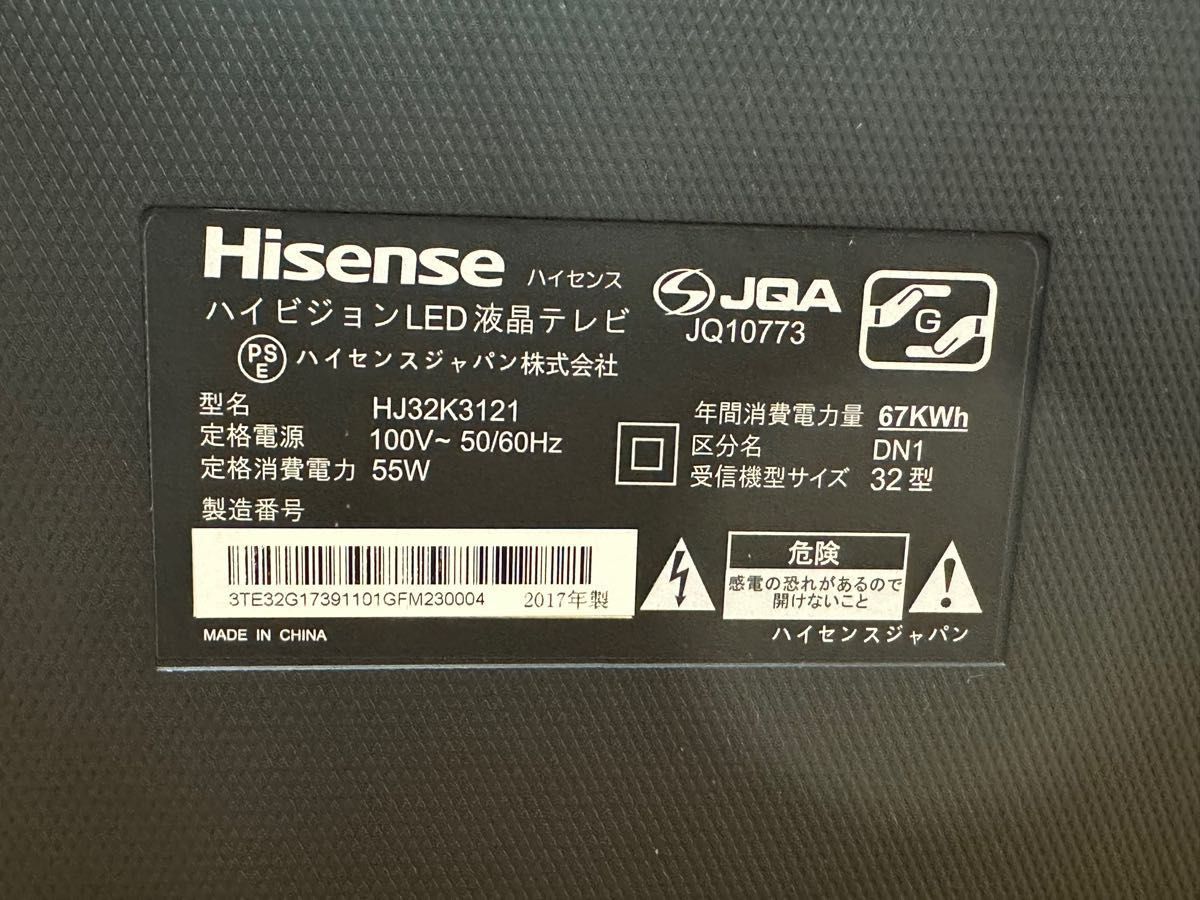 Hisense ハイセンス
JQA
JQ10773
G
ハイビジョンLED液晶テレビ
PSE ハイセンスジャパン株式会社
型名 HJ32K3121
定格電源 100V~ 50/60Hz
定格消費電力 55W
年間消費電力量 67KWh
区分名 DN1
受信機型サイズ 32型
製造番号
3TE32G17391101GFM230004 2017年製
危険
感電の恐れがあるので
開けないこと
MADE IN CHINA
ハイセンスジャパン